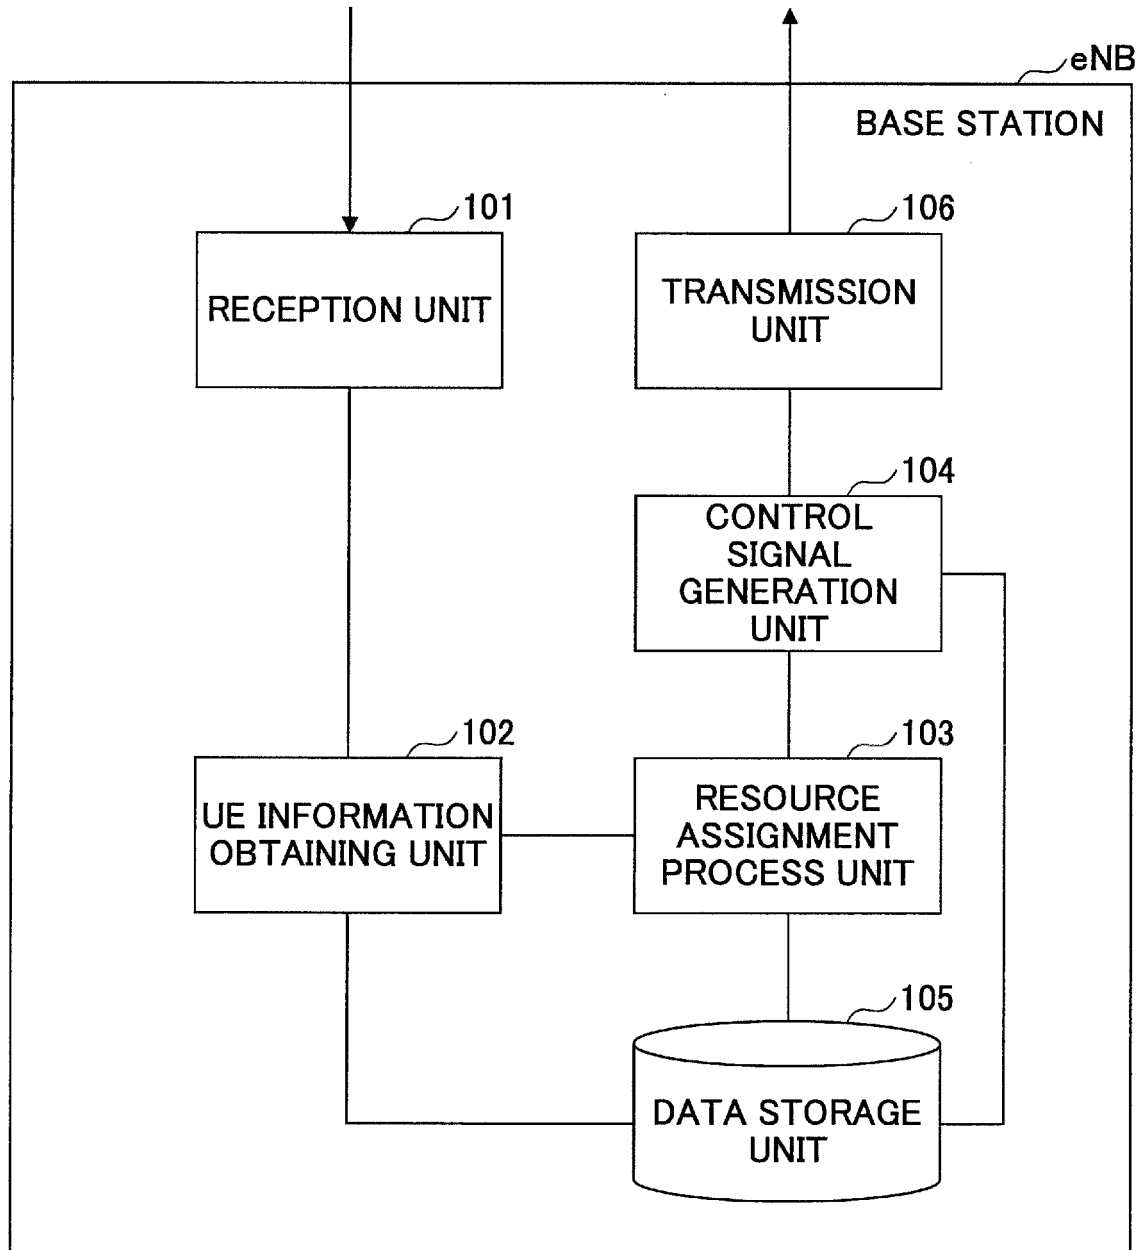 eNB
BASE STATION
101
RECEPTION UNIT
106
TRANSMISSION
UNIT
104
CONTROL
SIGNAL
GENERATION
UNIT
102
UE INFORMATION
OBTAINING UNIT
103
RESOURCE
ASSIGNMENT
PROCESS UNIT
105
DATA STORAGE
UNIT